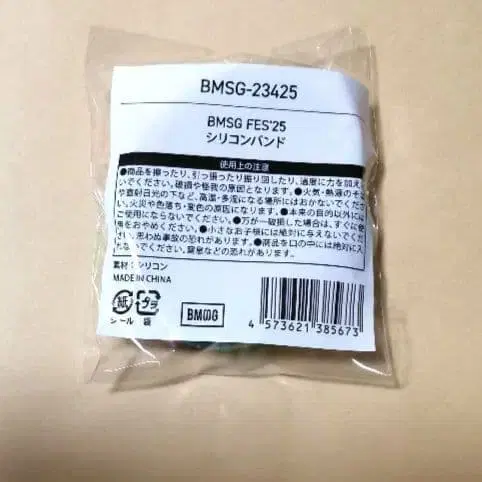 BMSG-23425
BMSG FES'25
シリコンバンド
使用上の注意
●商品を擦ったり、引っ張ったり振り回したり、過度に力を加え
いでください。破損や怪我の原因となります。●火気・熱源のそば
や直射日光の下など、高温・多湿になる場所にはおかないでくださ
い。火災や色落ち・変色の原因になります。●本来の目的以外には
ご使用にならないでください。●万が一破損した場合は、すぐに使
用をおやめください。●小さなお子様には絶対に与えないでくださ
い。思わぬ事故の恐れがあります。●商品を口の中には絶対に
れないでください。窒息などの恐れがあります。
素材:シリコン
MADE IN CHINA
紙 プラ
シール 袋
BMSG
4 573621 385673